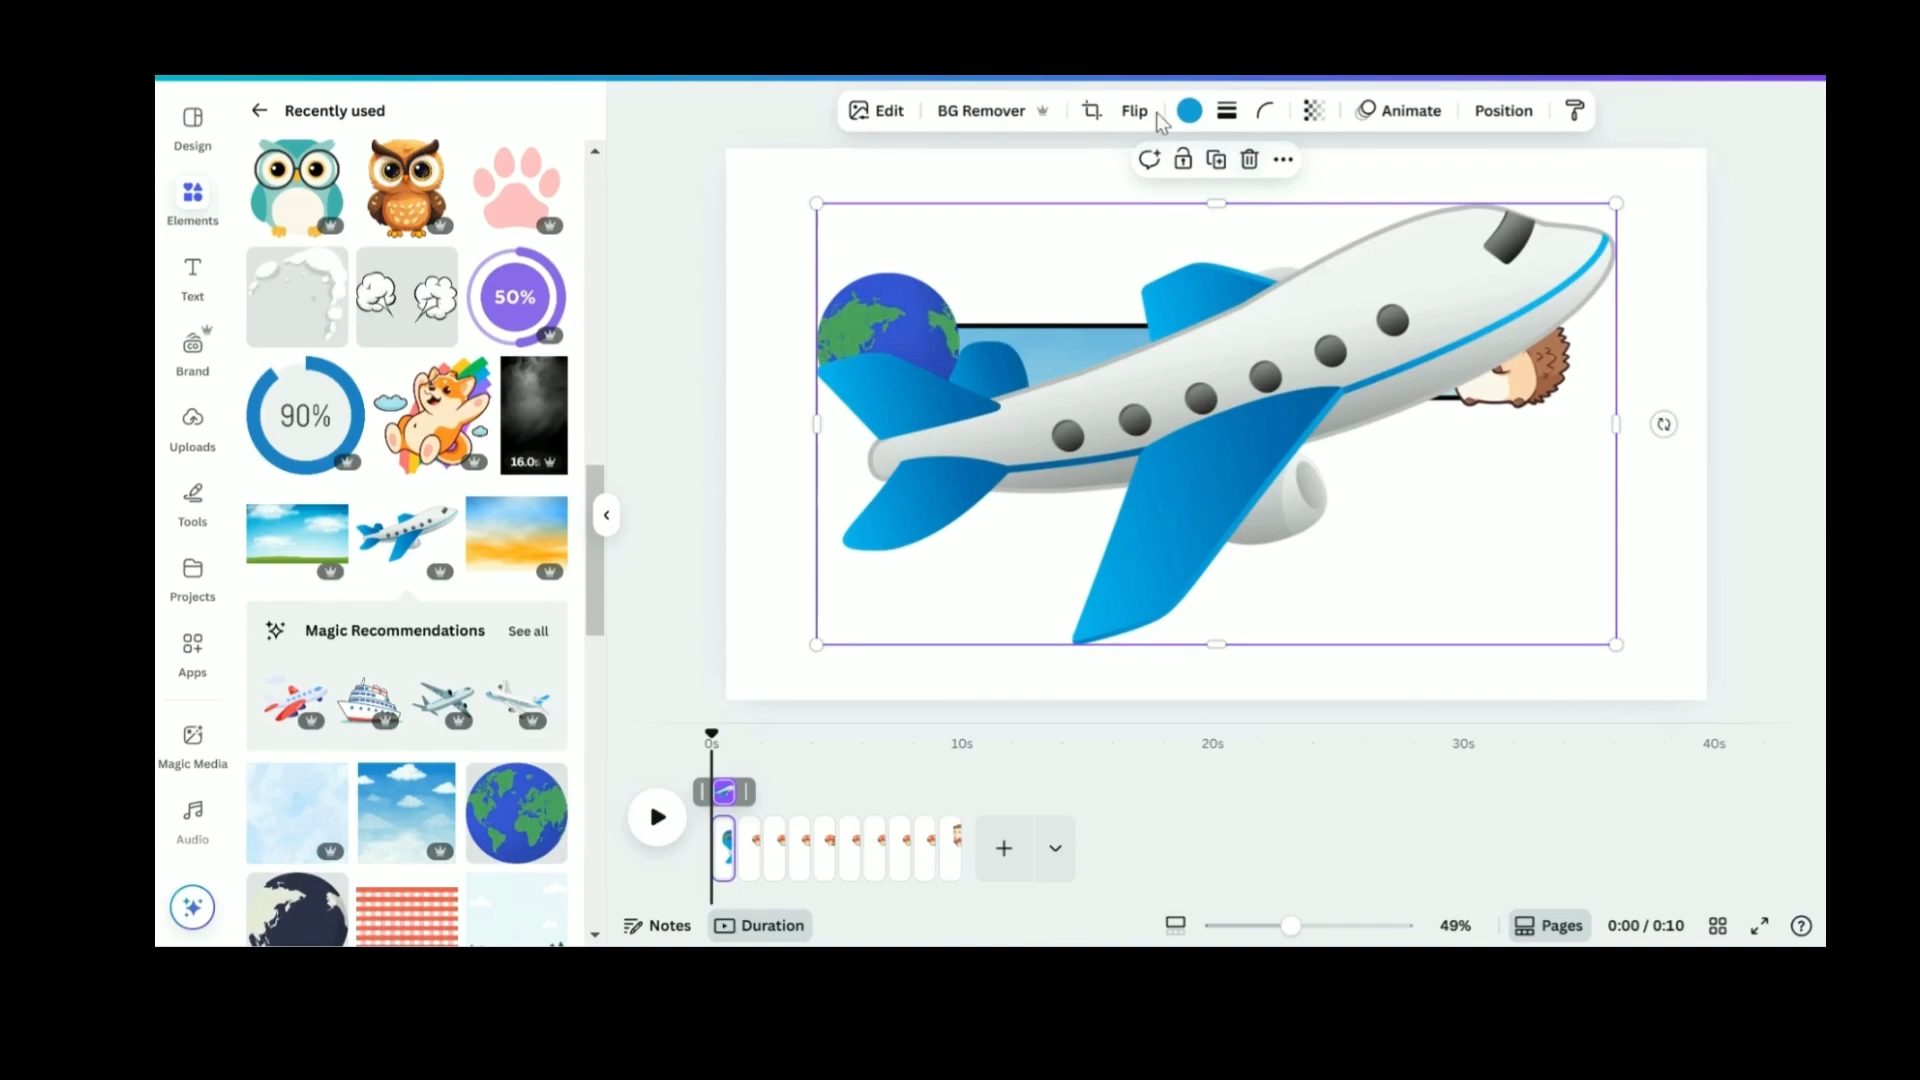 Recently used
Edit
BG Remover
Flip
Animate
Position
Design
Elements
Text
CO
Brand
Uploads
Tools
Projects
Apps
Magic Media
Audio
50%
90%
16.0s
Magic Recommendations
See all
0s
10s
20s
30s
40s
Notes
Duration
49%
Pages
0:00 / 0:10